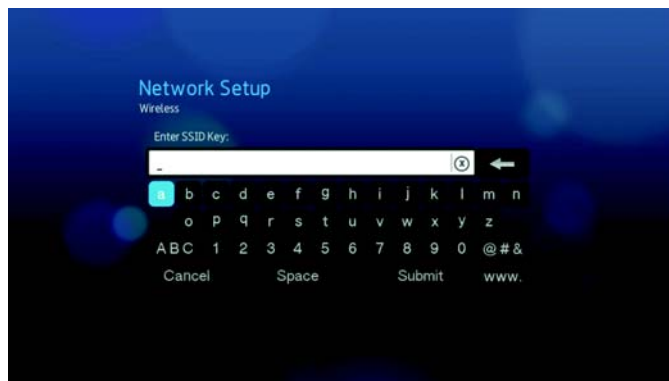 Network Setup
Wireless
Enter SSID Key:
_
a b c d e f g h i j k l m n
o p q r s t u v w x y z
ABC 1 2 3 4 5 6 7 8 9 0 @#&
Cancel Space Submit www.